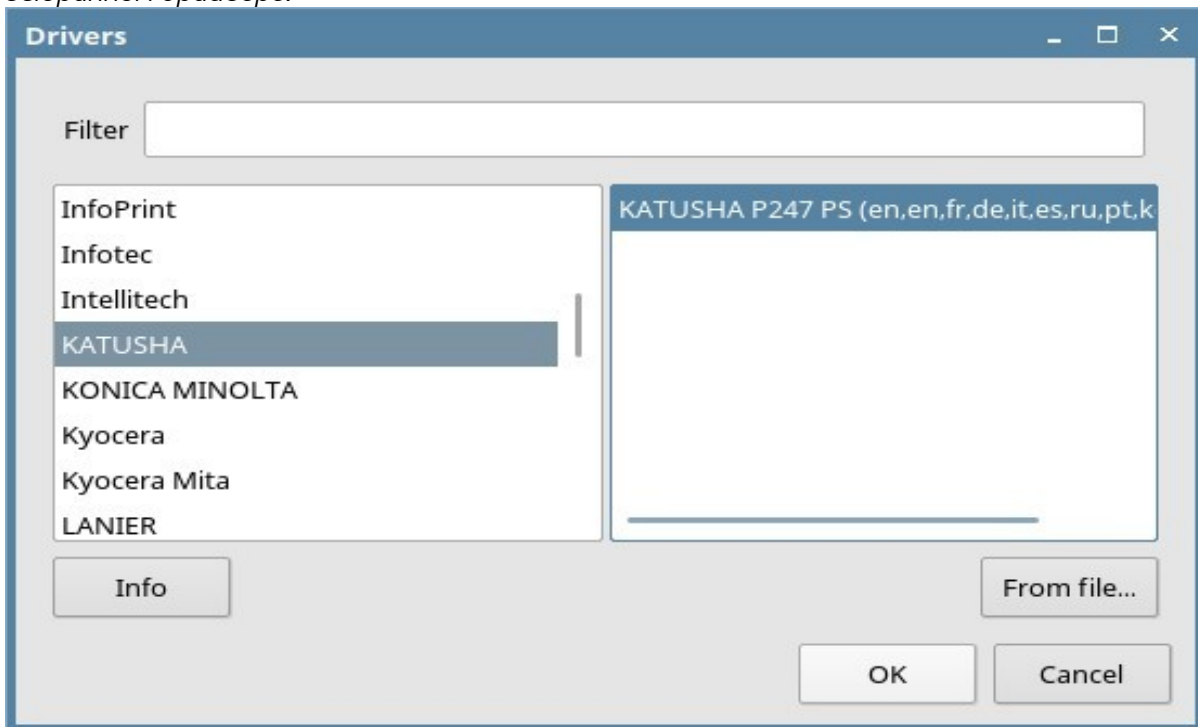 Drivers
Filter
InfoPrint
Infotec
Intellitech
KATUSHA
KONICA MINOLTA
Kyocera
Kyocera Mita
LANIER
KATUSHA P247 PS (en,en,fr,de,it,es,ru,pt,k
Info
From file...
OK
Cancel